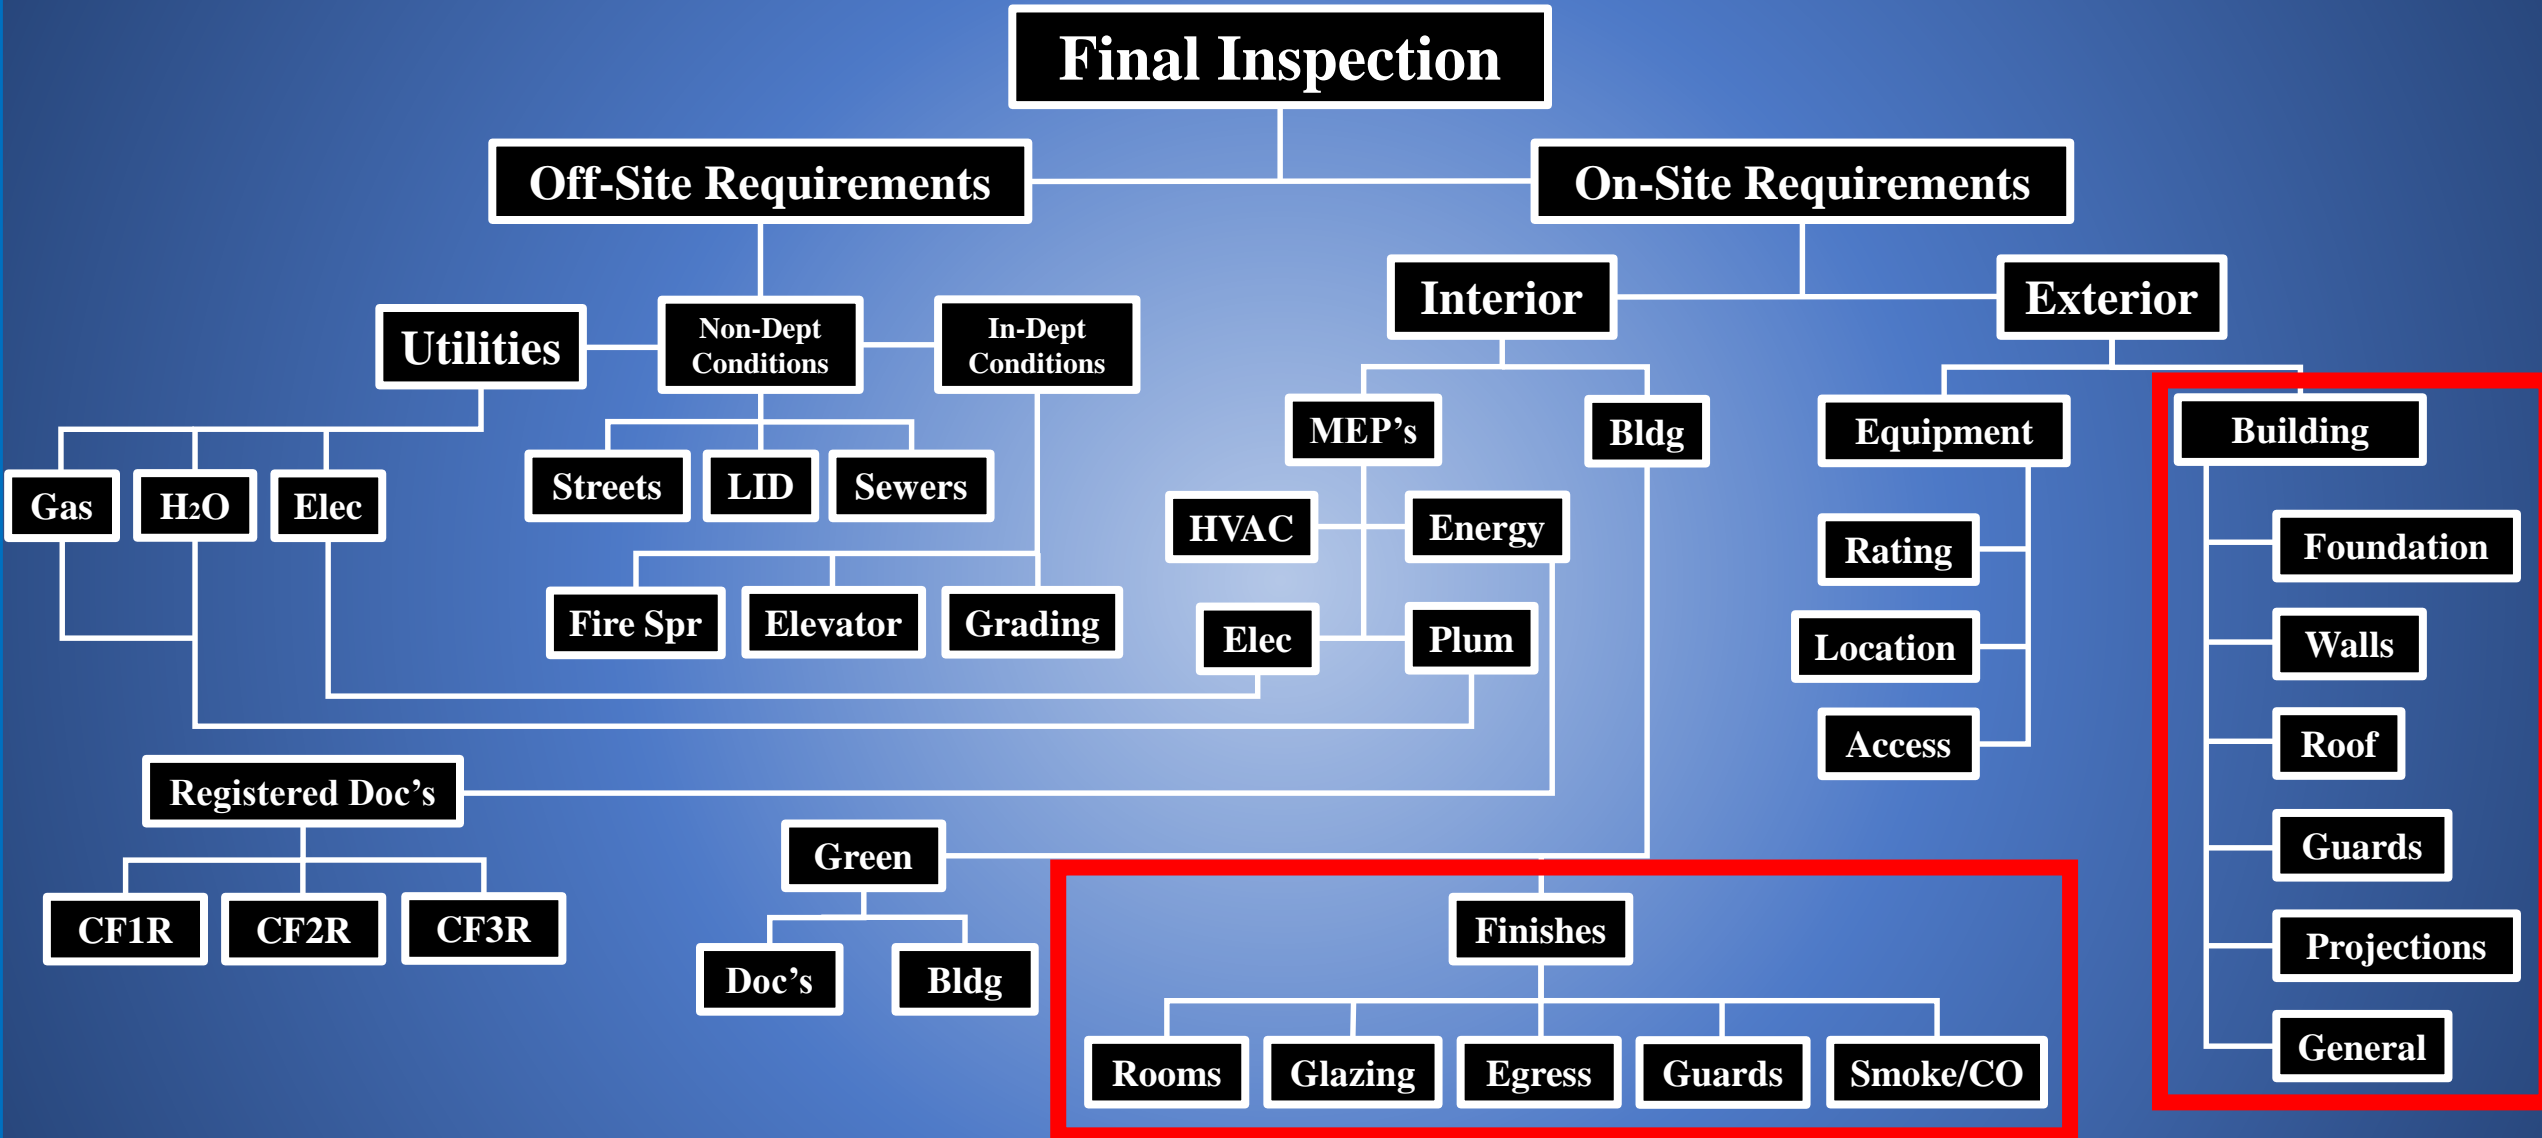 Final Inspection
Off-Site Requirements
On-Site Requirements
Utilities
Non-Dept
Conditions
In-Dept
Conditions
Interior
Exterior
Gas
H₂O
Elec
Streets
LID
Sewers
Fire Spr
Elevator
Grading
MEP’s
Bldg
HVAC
Energy
Elec
Plum
Equipment
Rating
Location
Access
Building
Foundation
Walls
Roof
Guards
Projections
General
Registered Doc’s
CF1R
CF2R
CF3R
Green
Doc’s
Bldg
Finishes
Rooms
Glazing
Egress
Guards
Smoke/CO